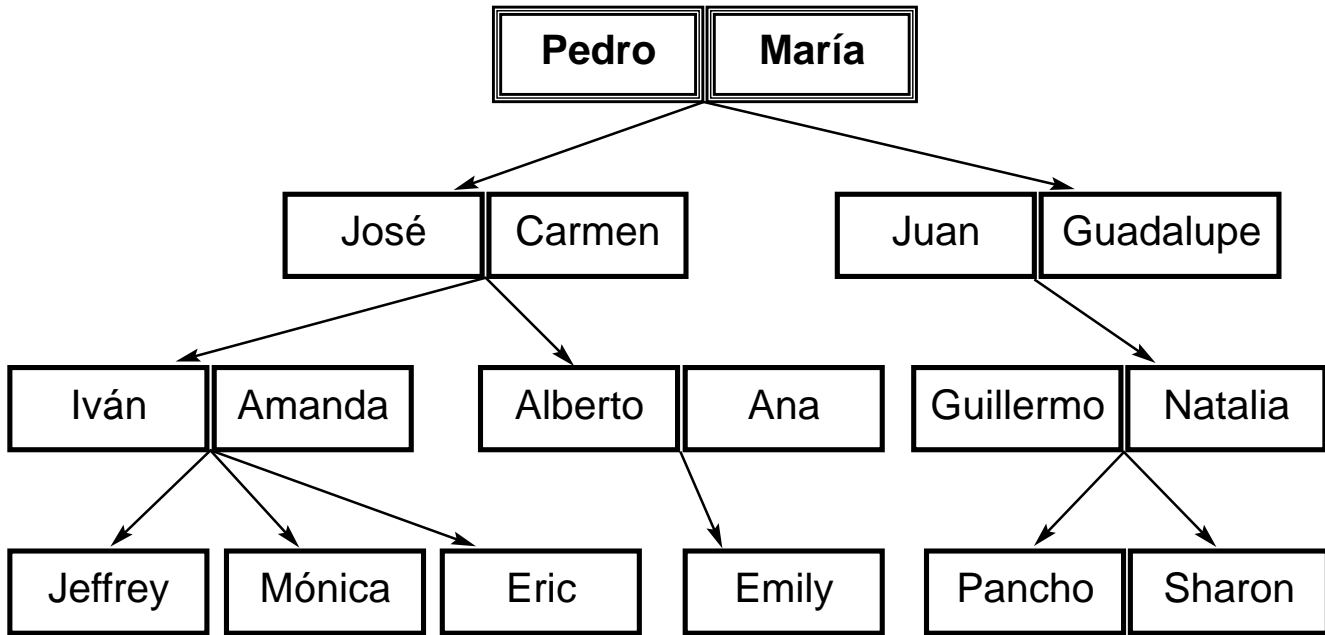 Pedro María
José Carmen Juan Guadalupe
Iván Amanda Alberto Ana Guillermo Natalia
Jeffrey Mónica Eric Emily Pancho Sharon